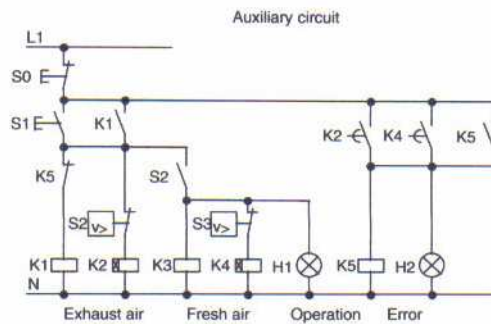 Auxiliary circuit
L1
S0
S1 K1 K2 K4 K5
K5 S2
S2 v> S3 v>
K1 K2 K3 K4 H1 K5 H2
N
Exhaust air Fresh air Operation Error